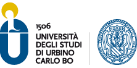 1506
UNIVERSITÀ
DEGLI STUDI
DI URBINO
CARLO BO